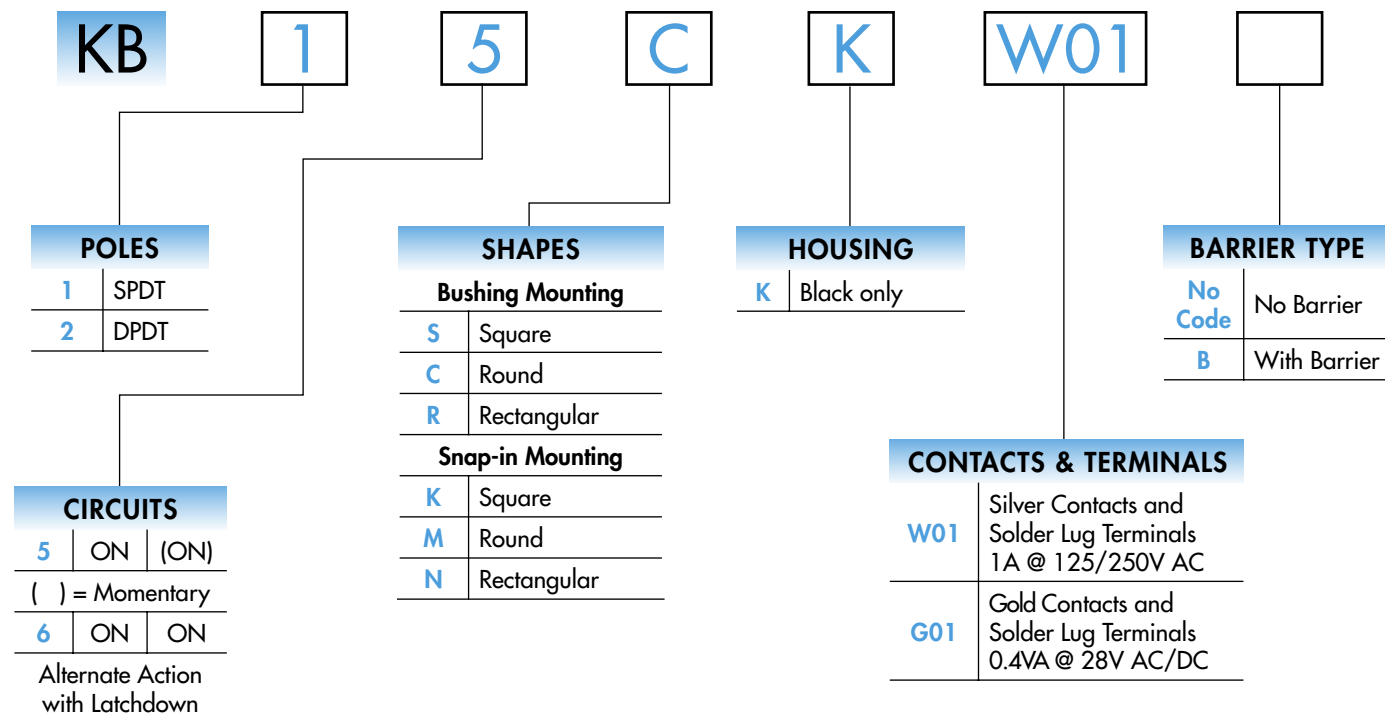 KB 1 5 C K W01
POLES
1 SPDT
2 DPDT
CIRCUITS
5 ON (ON)
( ) = Momentary
6 ON ON
Alternate Action
with Latchdown
SHAPES
Bushing Mounting
S Square
C Round
R Rectangular
Snap-in Mounting
K Square
M Round
N Rectangular
HOUSING
K Black only
CONTACTS & TERMINALS
W01 Silver Contacts and
Solder Lug Terminals
1A @ 125/250V AC
G01 Gold Contacts and
Solder Lug Terminals
0.4VA @ 28V AC/DC
BARRIER TYPE
No
Code No Barrier
B With Barrier